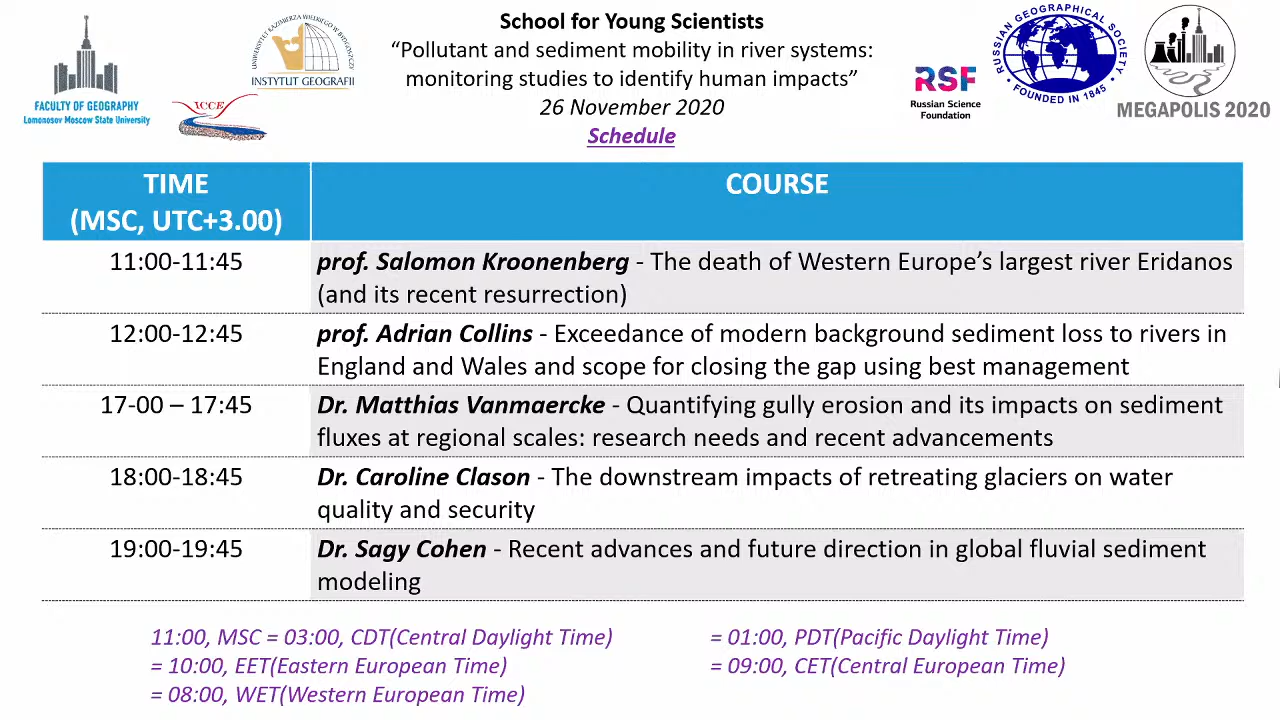 School for Young Scientists
“Pollutant and sediment mobility in river systems:
monitoring studies to identify human impacts”
26 November 2020
Schedule
FACULTY OF GEOGRAPHY
Lomonosov Moscow State University
ICCE
UNIWERSYTET KAZIMIERZA WIELKIEGO W BYDGOSZCZY
INSTYTUT GEOGRAFII
RSF
Russian Science
Foundation
RUSSIAN GEOGRAPHICAL SOCIETY
• FOUNDED IN 1845 •
MEGAPOLIS 2020
TIME
(MSC, UTC+3.00)
COURSE
11:00-11:45
prof. Salomon Kroonenberg - The death of Western Europe’s largest river Eridanos
(and its recent resurrection)
12:00-12:45
prof. Adrian Collins - Exceedance of modern background sediment loss to rivers in
England and Wales and scope for closing the gap using best management
17-00 – 17:45
Dr. Matthias Vanmaercke - Quantifying gully erosion and its impacts on sediment
fluxes at regional scales: research needs and recent advancements
18:00-18:45
Dr. Caroline Clason - The downstream impacts of retreating glaciers on water
quality and security
19:00-19:45
Dr. Sagy Cohen - Recent advances and future direction in global fluvial sediment
modeling
11:00, MSC = 03:00, CDT(Central Daylight Time)
= 10:00, EET(Eastern European Time)
= 08:00, WET(Western European Time)
= 01:00, PDT(Pacific Daylight Time)
= 09:00, CET(Central European Time)